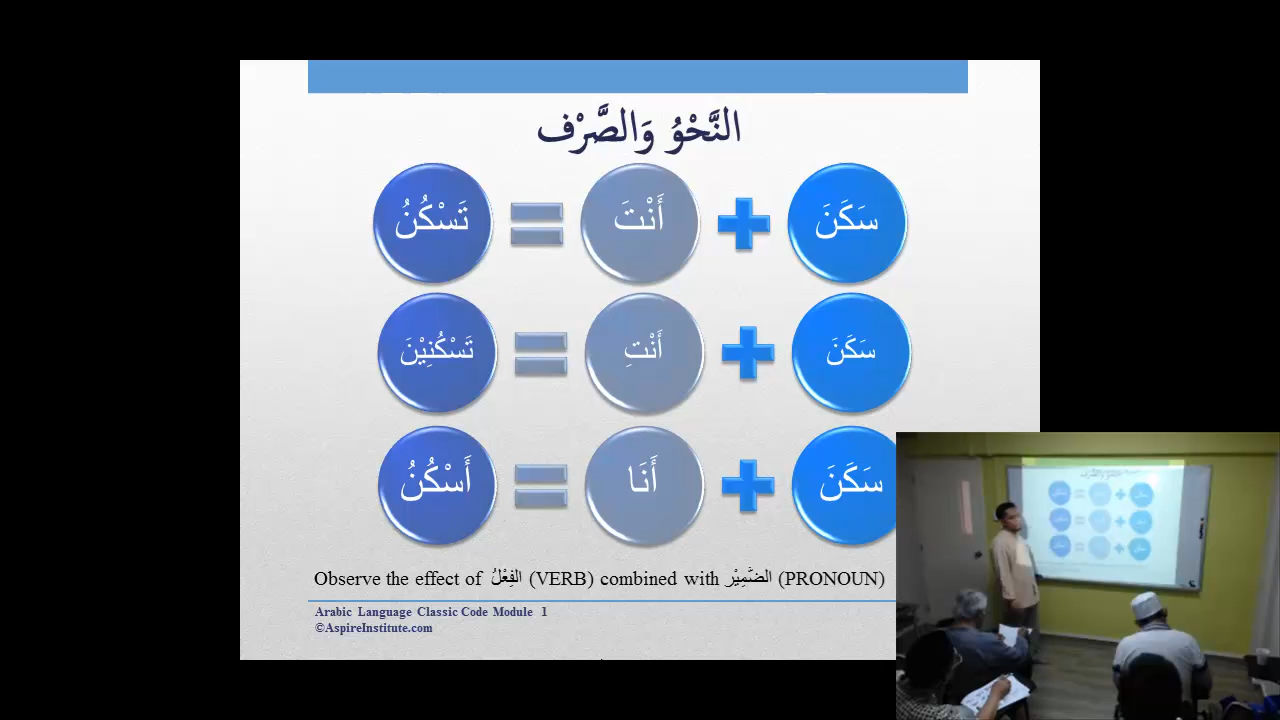 النَّحْوُ وَالصَّرْف
سَكَنَ + أَنْتَ = تَسْكُنُ
سَكَنَ + أَنْتِ = تَسْكُنِيْنَ
سَكَنَ + أَنَا = أَسْكُنُ
Observe the effect of الفِعْلُ (VERB) combined with الضَّمِيْر (PRONOUN)
Arabic Language Classic Code Module 1
©AspireInstitute.com